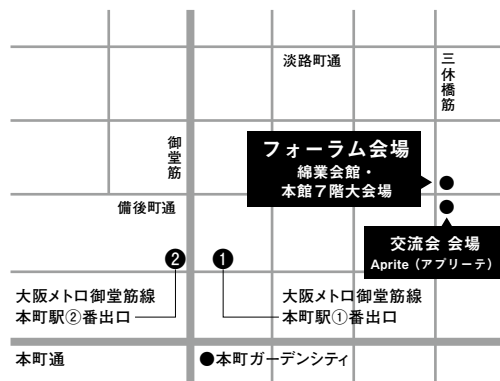 淡路町通
三休橋筋
御堂筋
フォーラム会場
綿業会館・
本館7階大会場
備後町通
交流会 会場
Aprite（アプリーテ）
❷
❶
大阪メトロ御堂筋線
本町駅②番出口
大阪メトロ御堂筋線
本町駅①番出口
本町通
●本町ガーデンシティ